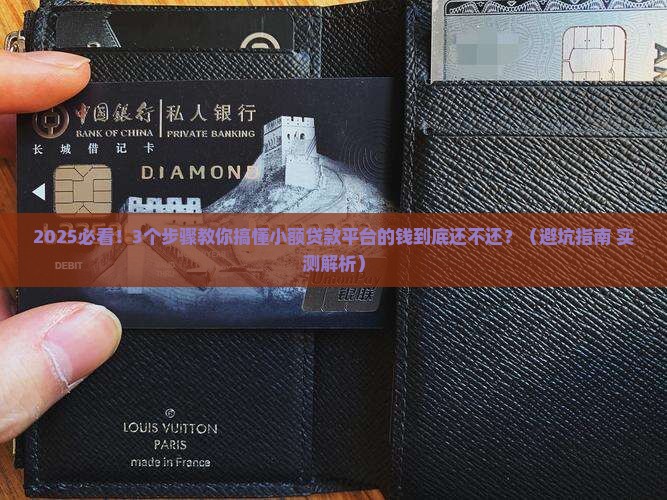 中国银行 私人银行
BANK OF CHINA PRIVATE BANKING
长城借记卡
DIAMOND
2025必看！3个步骤教你搞懂小额贷款平台的钱到底还不还？（避坑指南 实
测解析）
DEBIT
银联
LOUIS VUITTON
PARIS
made in France